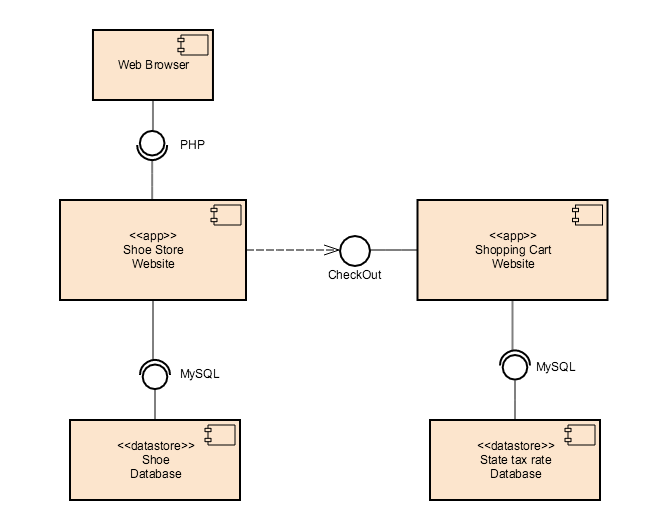 Web Browser
PHP
<<app>>
Shoe Store
Website
CheckOut
<<app>>
Shopping Cart
Website
MySQL
MySQL
<<datastore>>
Shoe
Database
<<datastore>>
State tax rate
Database